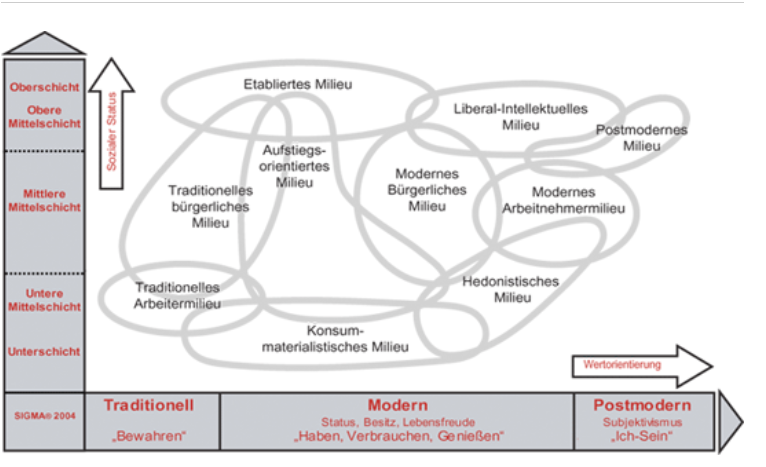 Oberschicht
Obere
Mittelschicht
Mittlere
Mittelschicht
Untere
Mittelschicht
Unterschicht
Sozialer Status
Etabliertes Milieu
Liberal-Intellektuelles
Milieu
Postmodernes
Milieu
Aufstiegs-
orientiertes
Milieu
Modernes
Bürgerliches
Milieu
Traditionelles
bürgerliches
Milieu
Modernes
Arbeitnehmermilieu
Traditionelles
Arbeitermilieu
Hedonistisches
Milieu
Konsum-
materialistisches Milieu
Wertorientierung
SIGMA® 2004
Traditionell
„Bewahren“
Modern
Status, Besitz, Lebensfreude
„Haben, Verbrauchen, Genießen“
Postmodern
Subjektivismus
„Ich-Sein“